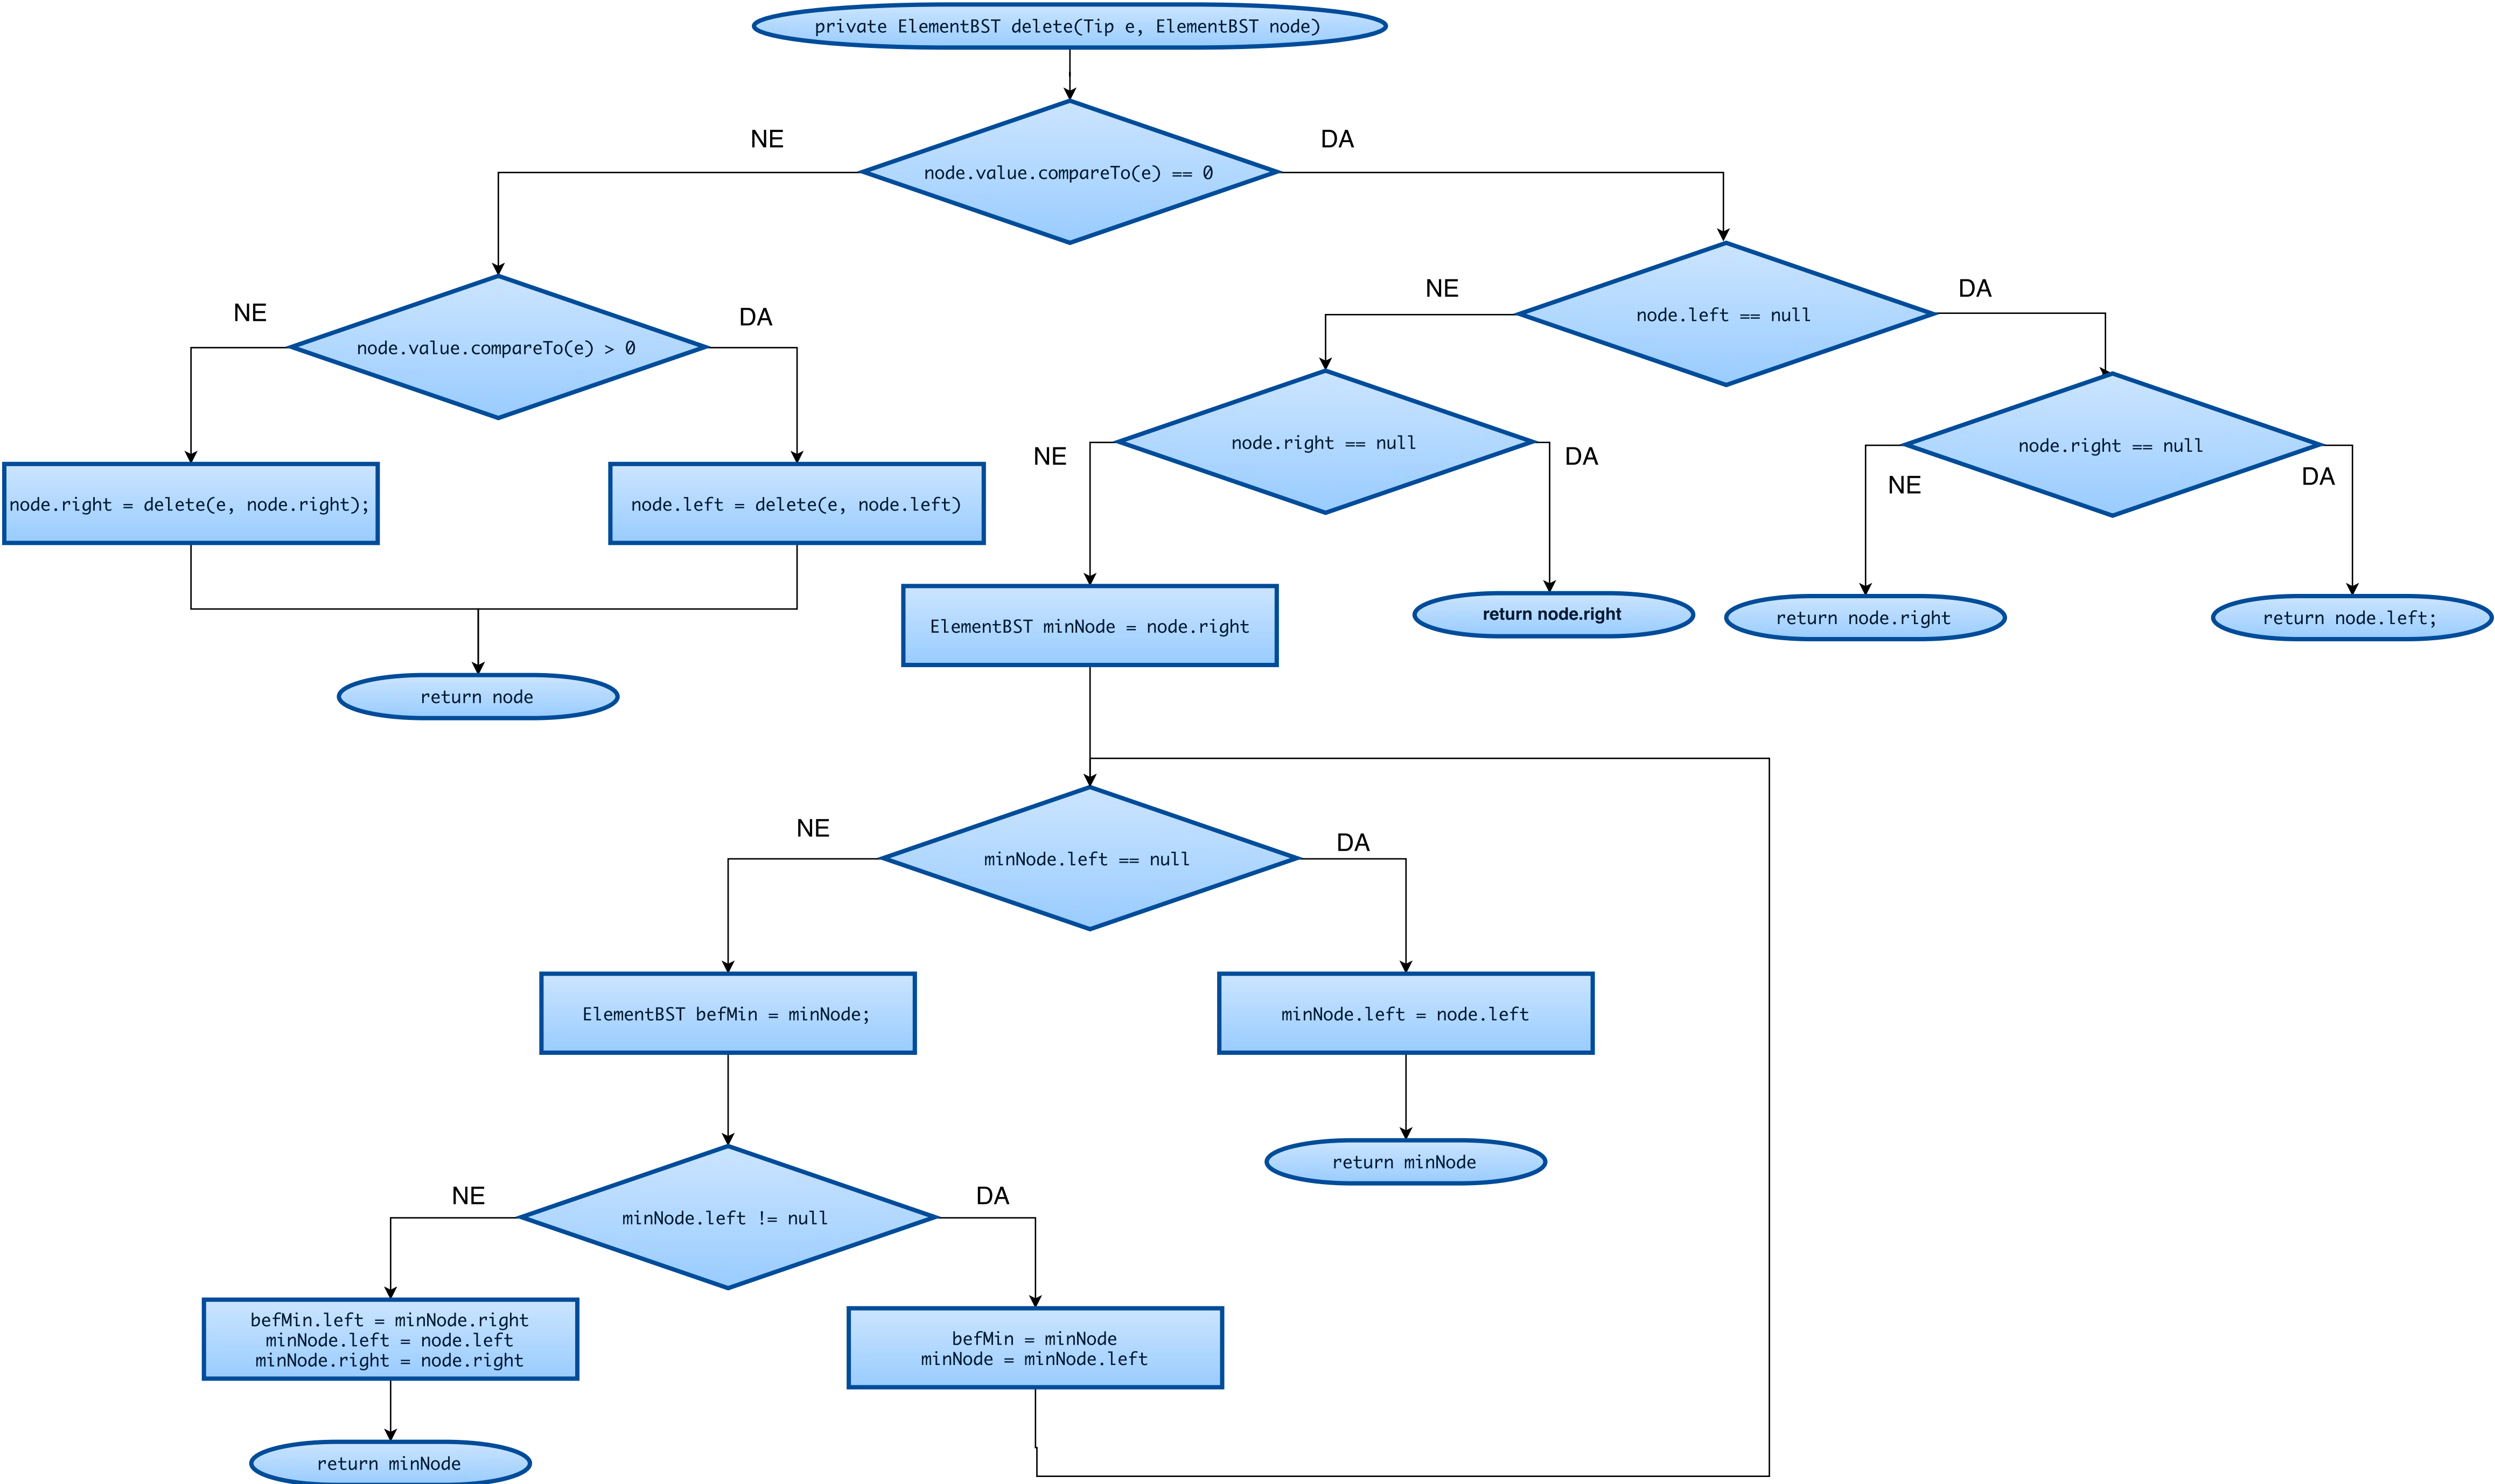 private ElementBST delete(Tip e, ElementBST node)
NE
DA
node.value.compareTo(e) == 0
NE
DA
node.value.compareTo(e) > 0
NE
DA
node.left == null
node.right = delete(e, node.right);
node.left = delete(e, node.left)
return node
NE
DA
node.right == null
NE
DA
node.right == null
ElementBST minNode = node.right
return node.right
return node.right
return node.left;
NE
DA
minNode.left == null
ElementBST befMin = minNode;
minNode.left = node.left
return minNode
NE
DA
minNode.left != null
befMin.left = minNode.right
minNode.left = node.left
minNode.right = node.right
befMin = minNode
minNode = minNode.left
return minNode